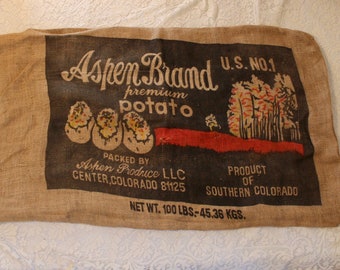 Aspen Brand
U.S. NO.1
premium
potato
PACKED BY
Aspen Produce LLC
CENTER, COLORADO 81125
PRODUCT
OF
SOUTHERN COLORADO
NET WT. 100 LBS.-45.36 KGS.